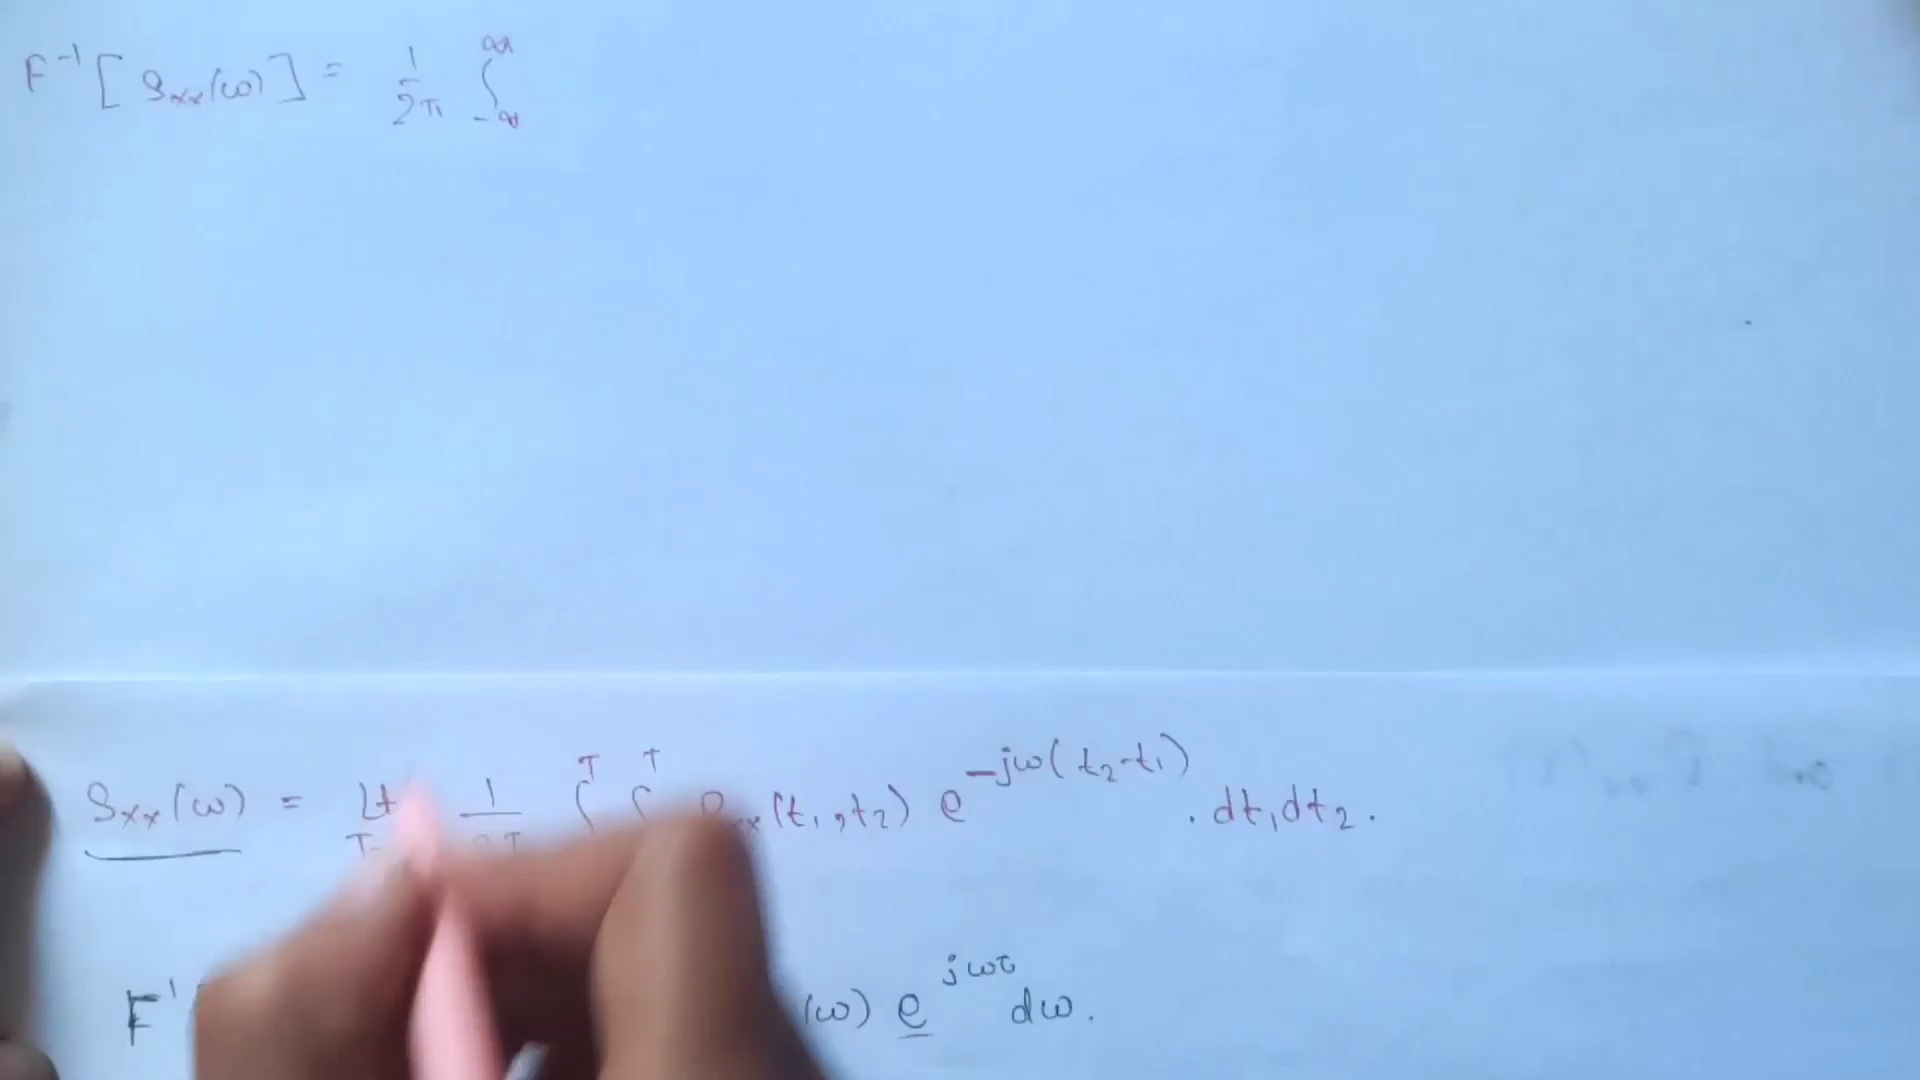 F⁻¹ [ Sxx(ω) ] = 1/2π ∫_{-∞}^{∞}
Sxx(ω) = Lt 1/2T ∫^T ∫^T Rxx(t₁,t₂) e^{-jω(t₂-t₁)} . dt₁dt₂.
F⁻¹ (ω) e^{jωτ} dω.